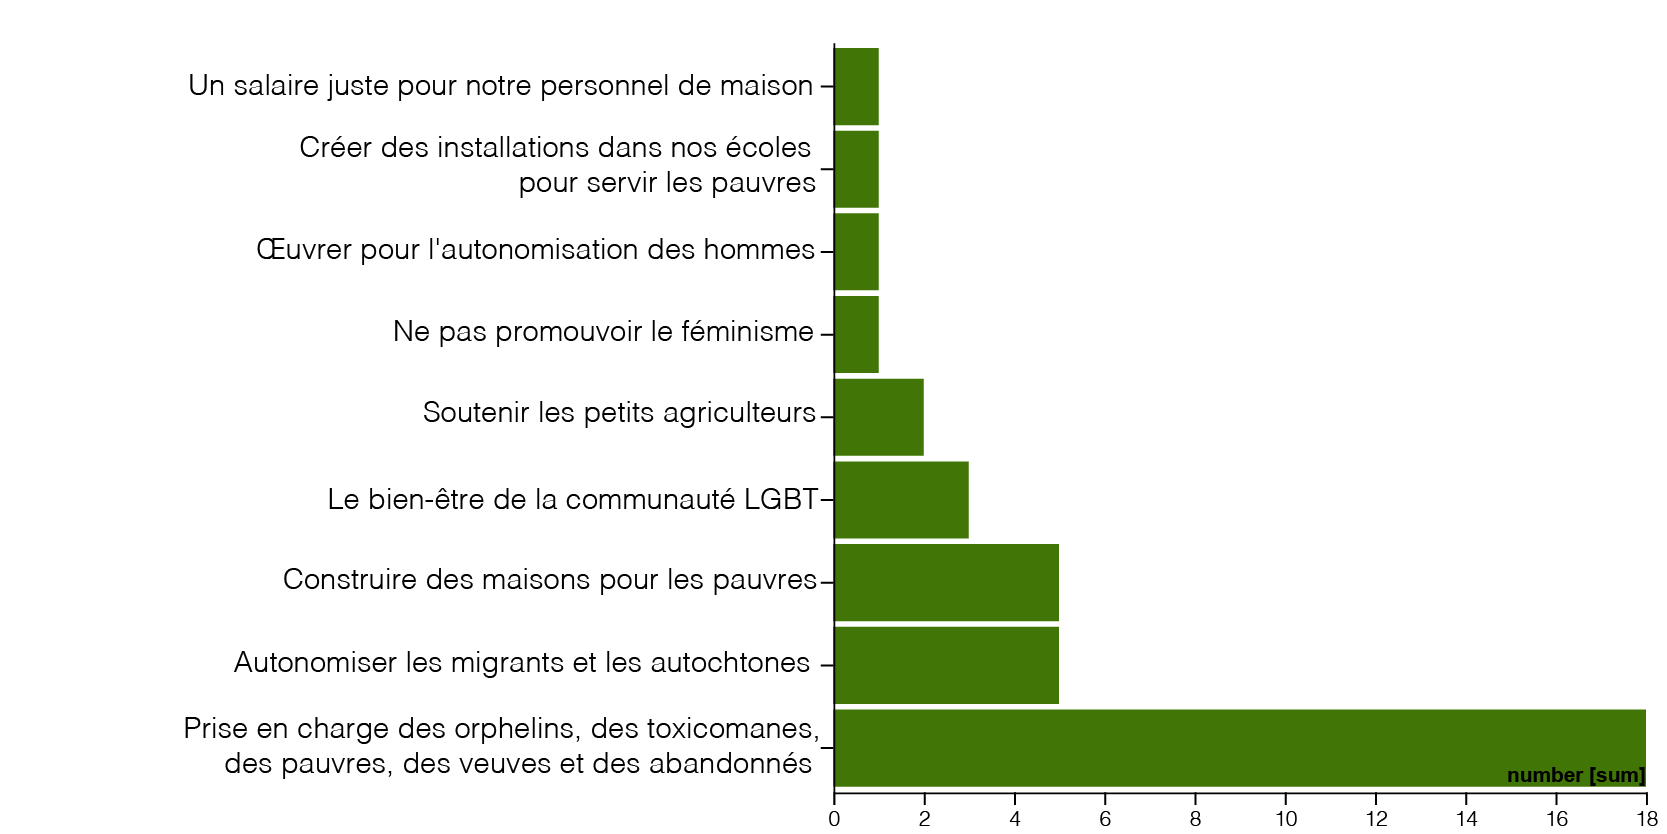 Un salaire juste pour notre personnel de maison
Créer des installations dans nos écoles
pour servir les pauvres
Œuvrer pour l'autonomisation des hommes
Ne pas promouvoir le féminisme
Soutenir les petits agriculteurs
Le bien-être de la communauté LGBT
Construire des maisons pour les pauvres
Autonomiser les migrants et les autochtones
Prise en charge des orphelins, des toxicomanes,
des pauvres, des veuves et des abandonnés
number [sum]
0 2 4 6 8 10 12 14 16 18